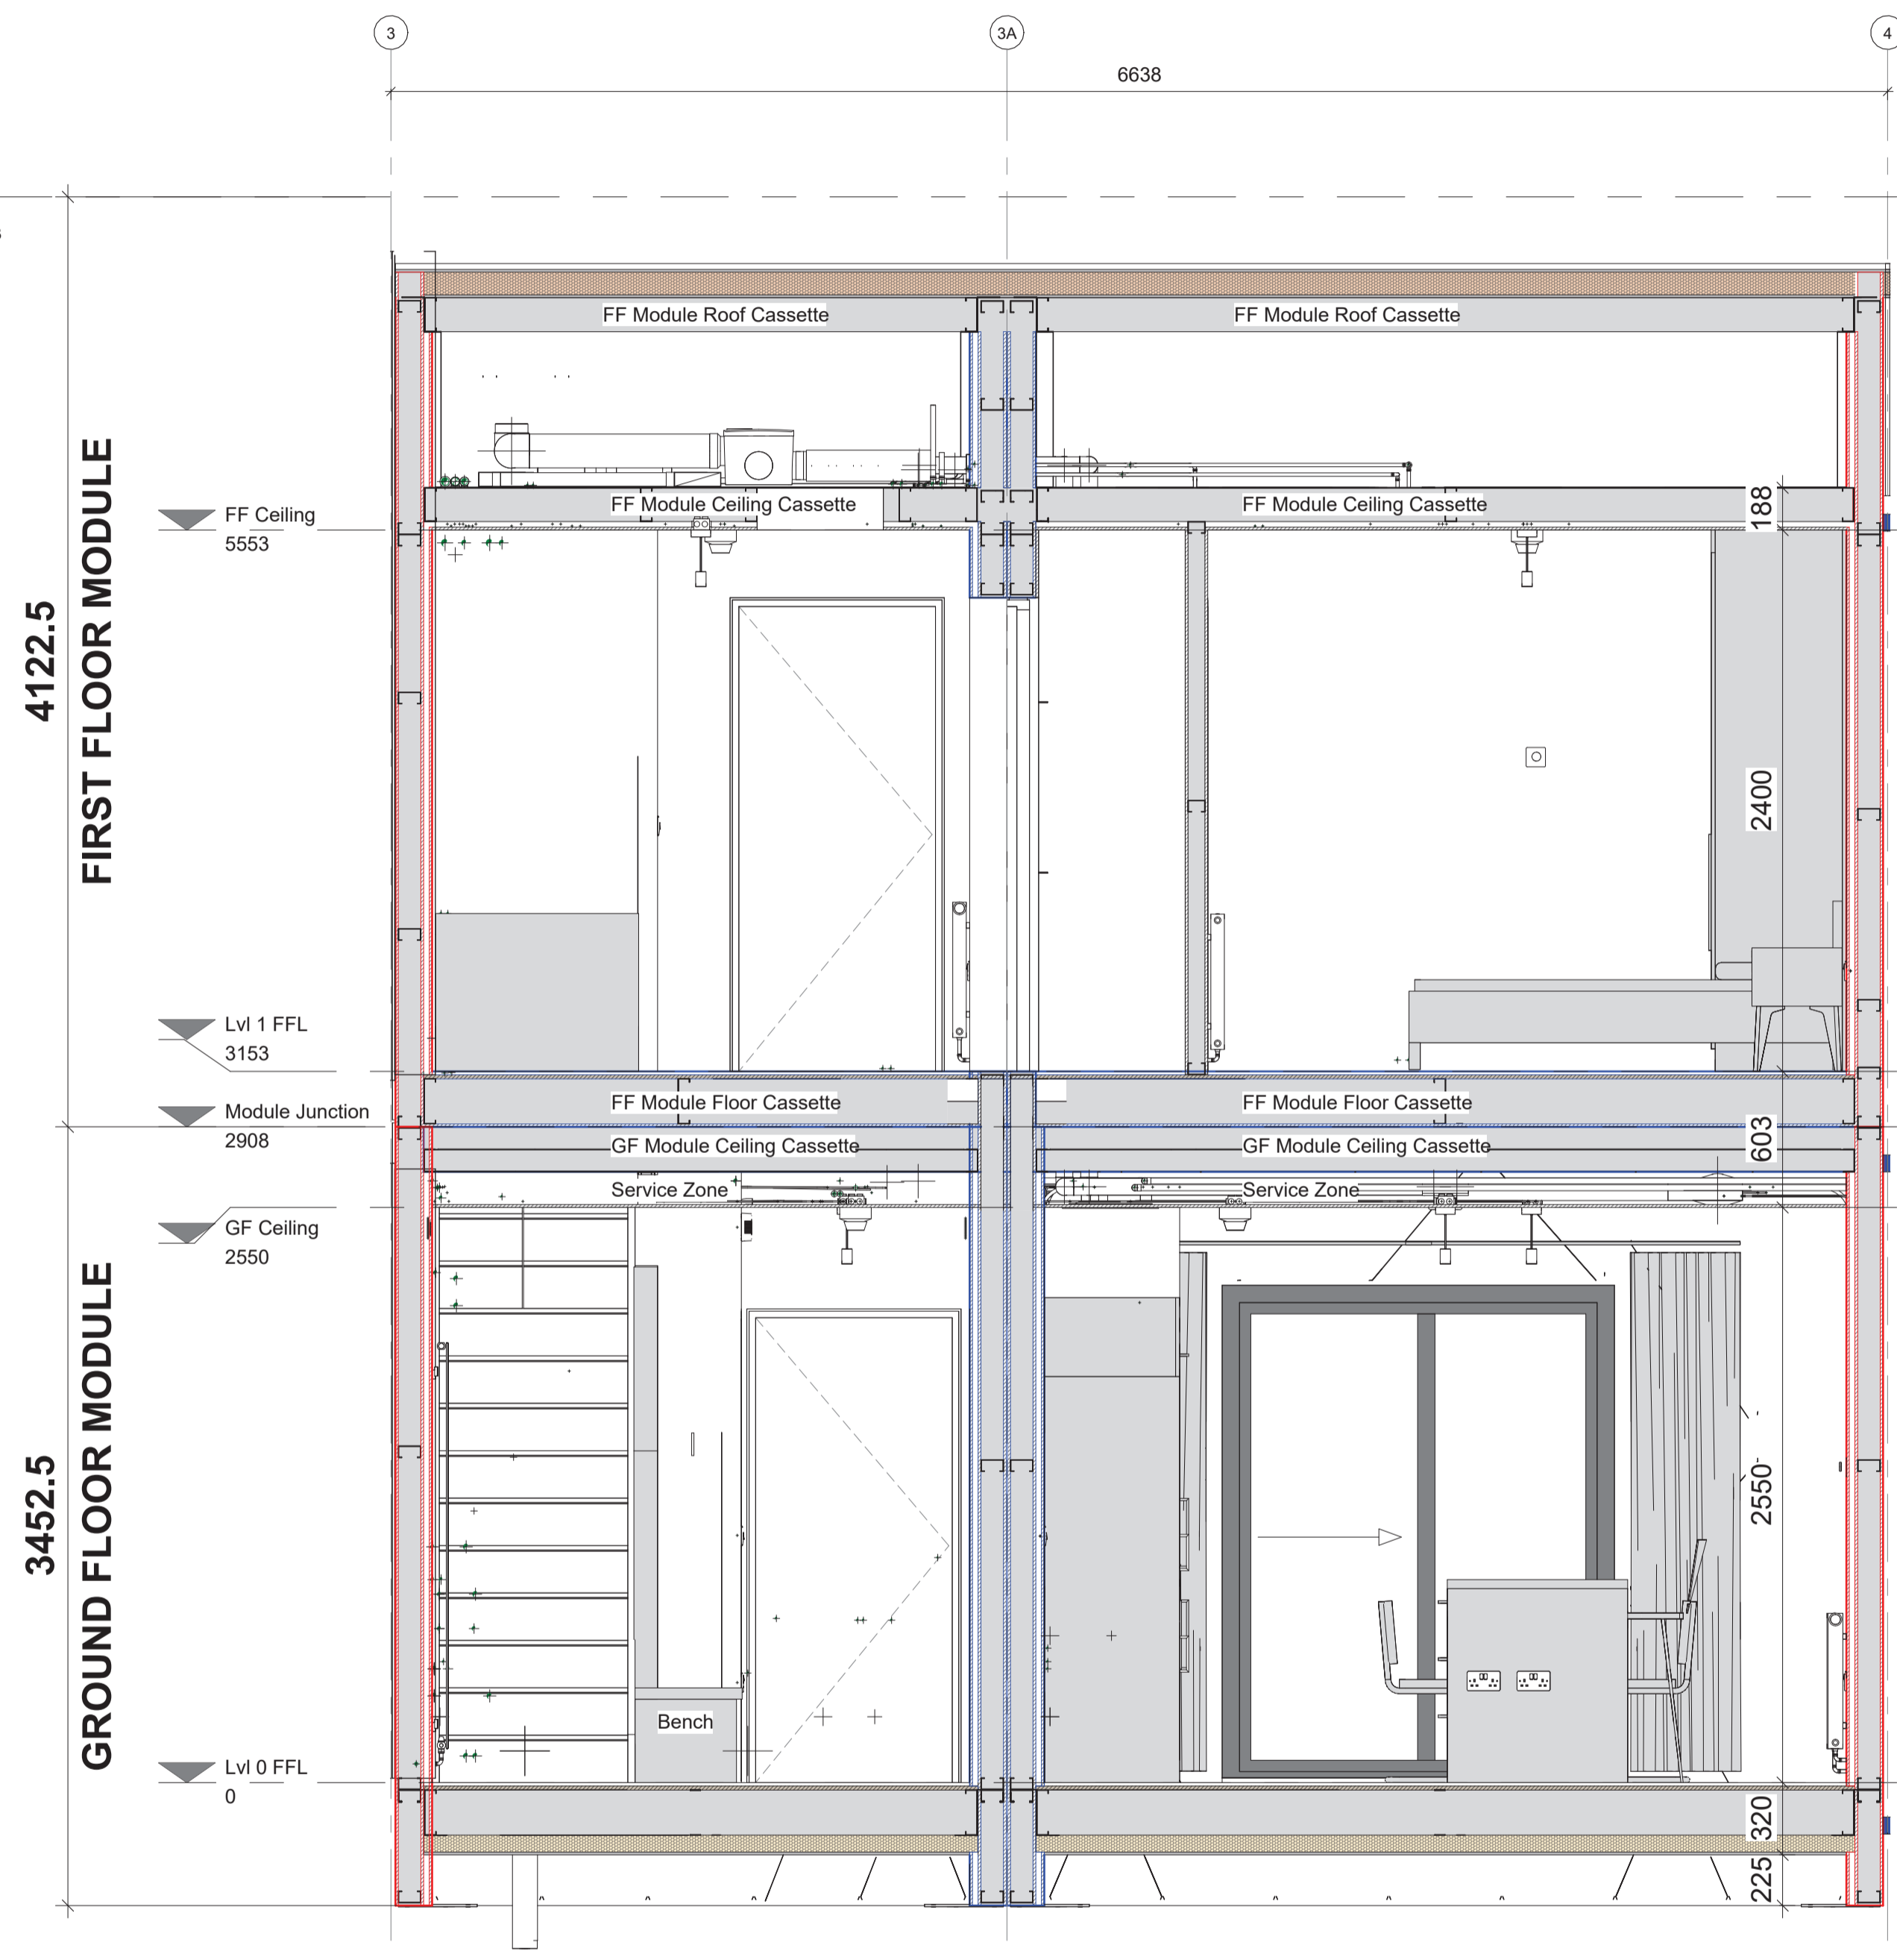 3
3A
4
6638
FF Module Roof Cassette
FF Module Roof Cassette
FF Module Ceiling Cassette
FF Module Ceiling Cassette
188
FF Ceiling
5553
FIRST FLOOR MODULE
4122.5
2400
Lvl 1 FFL
3153
FF Module Floor Cassette
FF Module Floor Cassette
Module Junction
2908
GF Module Ceiling Cassette
GF Module Ceiling Cassette
603
Service Zone
Service Zone
GF Ceiling
2550
GROUND FLOOR MODULE
3452.5
2550
Bench
Lvl 0 FFL
0
320
225